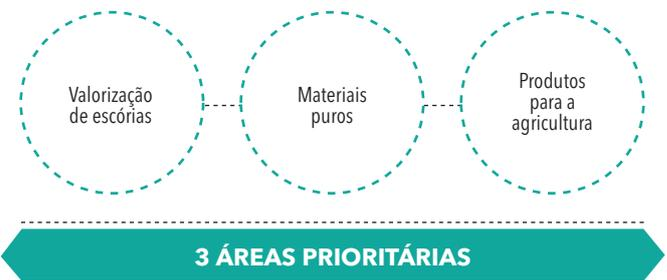 Valorização
de escórias
Materiais
puros
Produtos
para a
agricultura
3 ÁREAS PRIORITÁRIAS